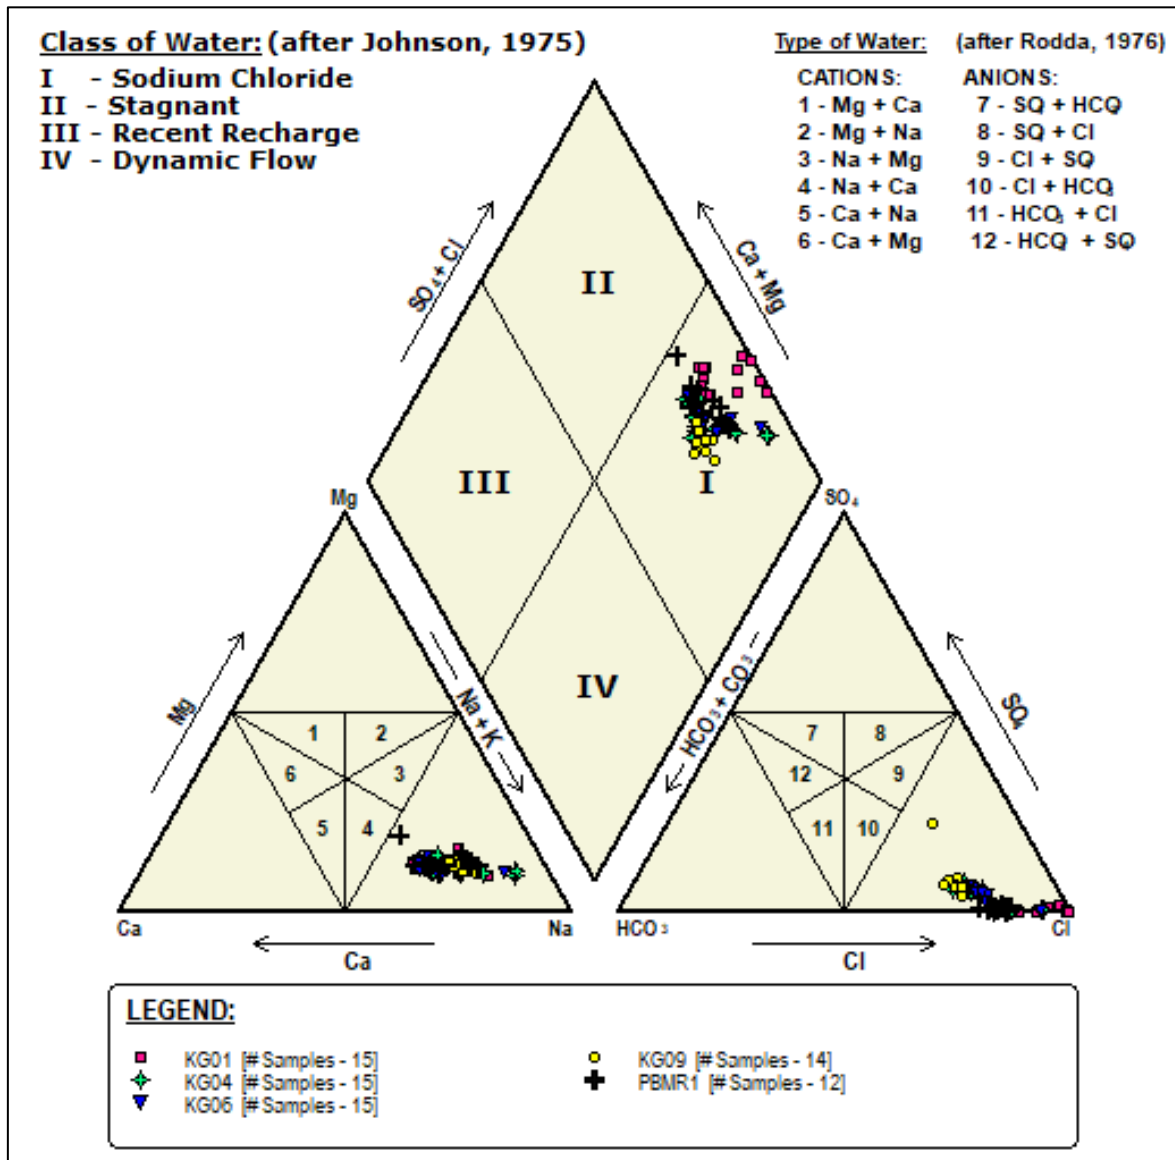 Class of Water: (after Johnson, 1975)
I - Sodium Chloride
II - Stagnant
III - Recent Recharge
IV - Dynamic Flow
Type of Water: (after Rodda, 1976)
CATIONS: ANIONS:
1 - Mg + Ca 7 - SO + HCO
2 - Mg + Na 8 - SO + Cl
3 - Na + Mg 9 - Cl + SO
4 - Na + Ca 10 - Cl + HCO₃
5 - Ca + Na 11 - HCO₃ + Cl
6 - Ca + Mg 12 - HCO + SO
SO₄ + Cl
Ca + Mg
II
III
I
IV
Mg
SO₄
Mg
Na + K
HCO₃ + CO₃
SO₄
1
2
3
4
5
6
7
8
9
10
11
12
Ca
Na
HCO₃
Cl
Ca
Cl
LEGEND:
KG01 [# Samples - 15]
KG04 [# Samples - 15]
KG06 [# Samples - 15]
KG09 [# Samples - 14]
PBMR1 [# Samples - 12]